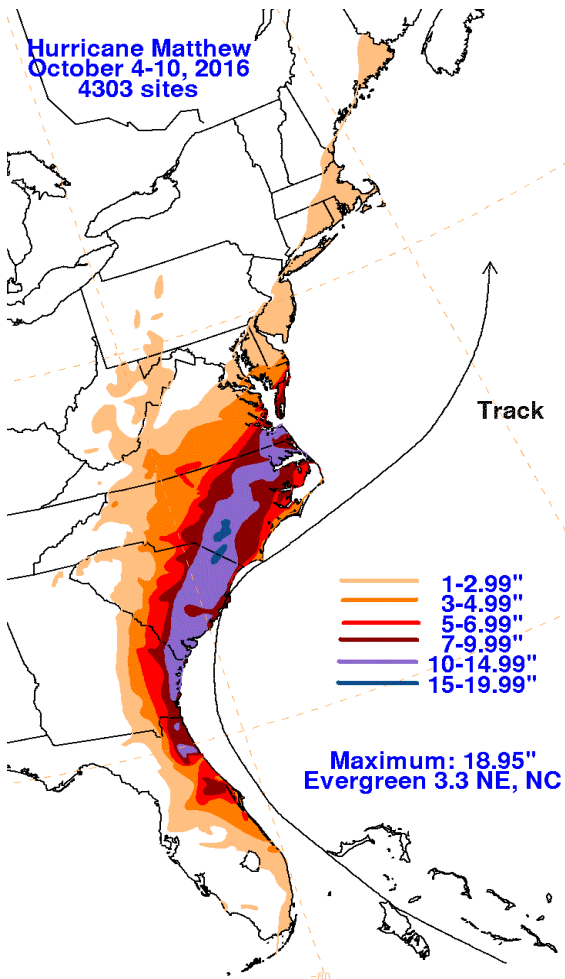 Hurricane Matthew
October 4-10, 2016
4303 sites
Track
1-2.99"
3-4.99"
5-6.99"
7-9.99"
10-14.99"
15-19.99"
Maximum: 18.95"
Evergreen 3.3 NE, NC